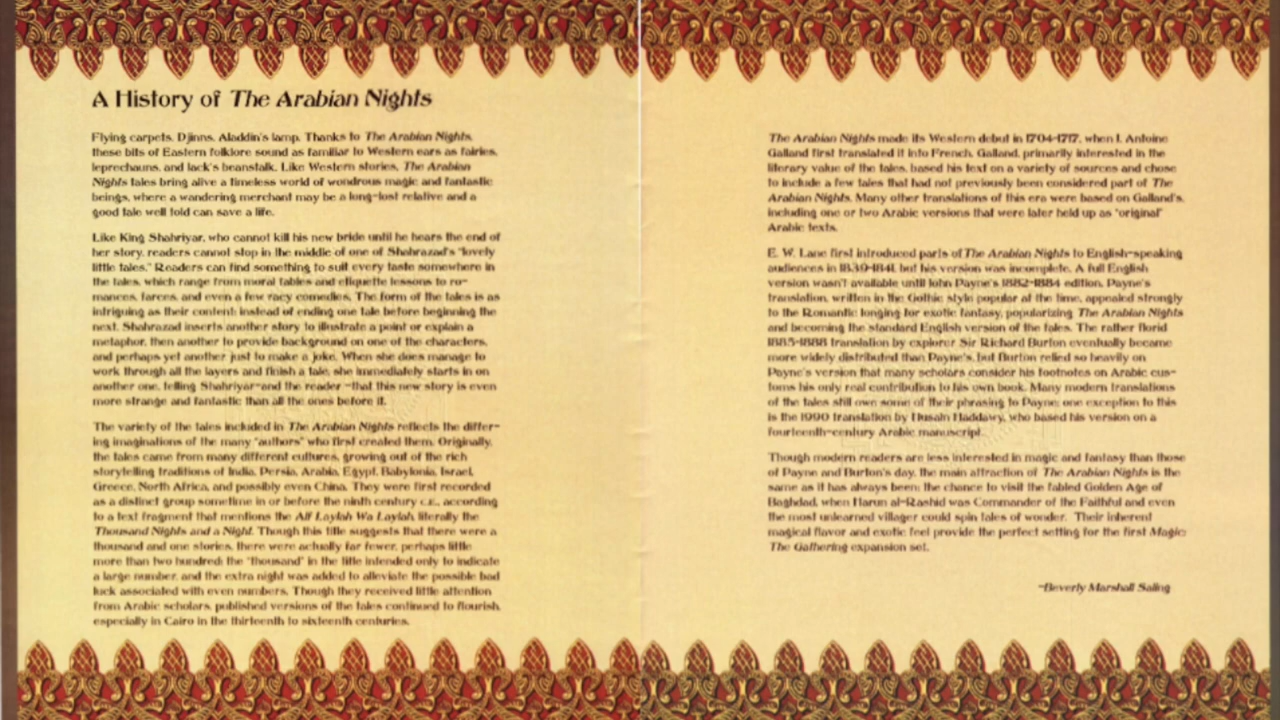 A History of The Arabian Nights
Flying carpets. Djinns. Aladdin's lamp. Thanks to The Arabian Nights,
these bits of Eastern folklore sound as familiar to Western ears as fairies,
leprechauns, and Jack's beanstalk. Like Western stories, The Arabian
Nights tales bring alive a timeless world of wondrous magic and fantastic
beings, where a wandering merchant may be a long-lost relative and a
good tale well told can save a life.
Like King Shahriyar, who cannot kill his new bride until he hears the end of
her story, readers cannot stop in the middle of one of Shahrazad's "lovely
little tales." Readers can find something to suit every taste somewhere in
the tales, which range from moral fables and etiquette lessons to ro-
mances, farces, and even a few racy comedies. The form of the tales is as
intriguing as their content: instead of ending one tale before beginning the
next, Shahrazad inserts another story to illustrate a point or explain a
metaphor, then another to provide background on one of the characters,
and perhaps yet another just to make a joke. When she does manage to
work through all the layers and finish a tale, she immediately starts in on
another one, telling Shahriyar-and the reader -that this new story is even
more strange and fantastic than all the ones before it.
The variety of the tales included in The Arabian Nights reflects the differ-
ing imaginations of the many "authors" who first created them. Originally,
the tales came from many different cultures, growing out of the rich
storytelling traditions of India, Persia, Arabia, Egypt, Babylonia, Israel,
Greece, North Africa, and possibly even China. They were first recorded
as a distinct group sometime in or before the ninth century C.E., according
to a text fragment that mentions the Alf Laylah Wa Laylah, literally the
Thousand Nights and a Night. Though this title suggests that there were a
thousand and one stories, there were actually far fewer, perhaps little
more than two hundred; the "thousand" in the title intended only to indicate
a large number, and the extra night was added to alleviate the possible bad
luck associated with even numbers. Though they received little attention
from Arabic scholars, published versions of the tales continued to flourish,
especially in Cairo in the thirteenth to sixteenth centuries.
The Arabian Nights made its Western debut in 1704-1717, when J. Antoine
Galland first translated it into French. Galland, primarily interested in the
literary value of the tales, based his text on a variety of sources and chose
to include a few tales that had not previously been considered part of The
Arabian Nights. Many other translations of this era were based on Galland's,
including one or two Arabic versions that were later held up as "original"
Arabic texts.
E. W. Lane first introduced parts of The Arabian Nights to English-speaking
audiences in 1839-1841, but his version was incomplete. A full English
version wasn't available until John Payne's 1882-1884 edition. Payne's
translation, written in the Gothic style popular at the time, appealed strongly
to the Romantic longing for exotic fantasy, popularizing The Arabian Nights
and becoming the standard English version of the tales. The rather florid
1885-1888 translation by explorer Sir Richard Burton eventually became
more widely distributed than Payne's, but Burton relied so heavily on
Payne's version that many scholars consider his footnotes on Arabic cus-
toms his only real contribution to his own book. Many modern translations
of the tales still owe some of their phrasing to Payne; one exception to this
is the 1990 translation by Husain Haddawy, who based his version on a
fourteenth-century Arabic manuscript.
Though modern readers are less interested in magic and fantasy than those
of Payne and Burton's day, the main attraction of The Arabian Nights is the
same as it has always been: the chance to visit the fabled Golden Age of
Baghdad, when Harun al-Rashid was Commander of the Faithful and even
the most unlearned villager could spin tales of wonder. Their inherent
magical flavor and exotic feel provide the perfect setting for the first Magic:
The Gathering expansion set.
-Beverly Marshall Saling